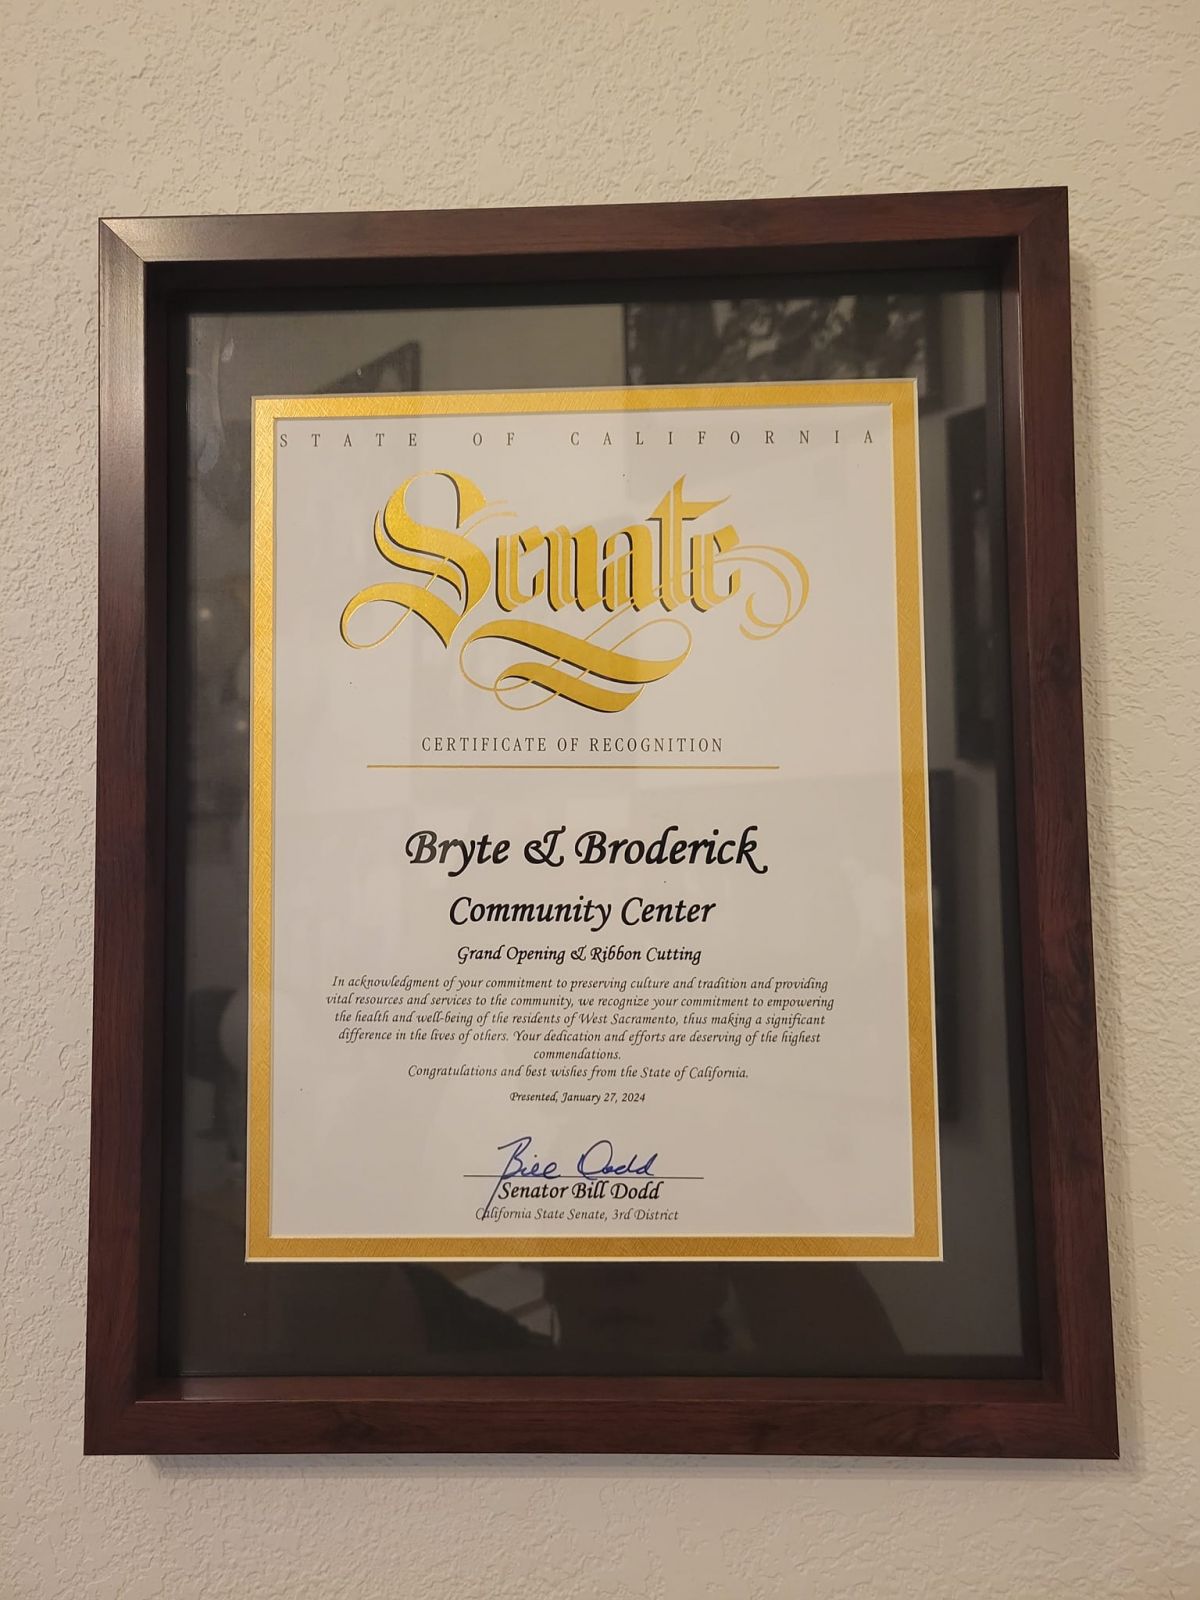 STATE OF CALIFORNIA
Senate
CERTIFICATE OF RECOGNITION
Bryte & Broderick
Community Center
Grand Opening & Ribbon Cutting
In acknowledgment of your commitment to preserving culture and tradition and providing
vital resources and services to the community, we recognize your commitment to empowering
the health and well-being of the residents of West Sacramento, thus making a significant
difference in the lives of others. Your dedication and efforts are deserving of the highest
commendations.
Congratulations and best wishes from the State of California.
Presented, January 27, 2024
Bill Dodd
Senator Bill Dodd
California State Senate, 3rd District